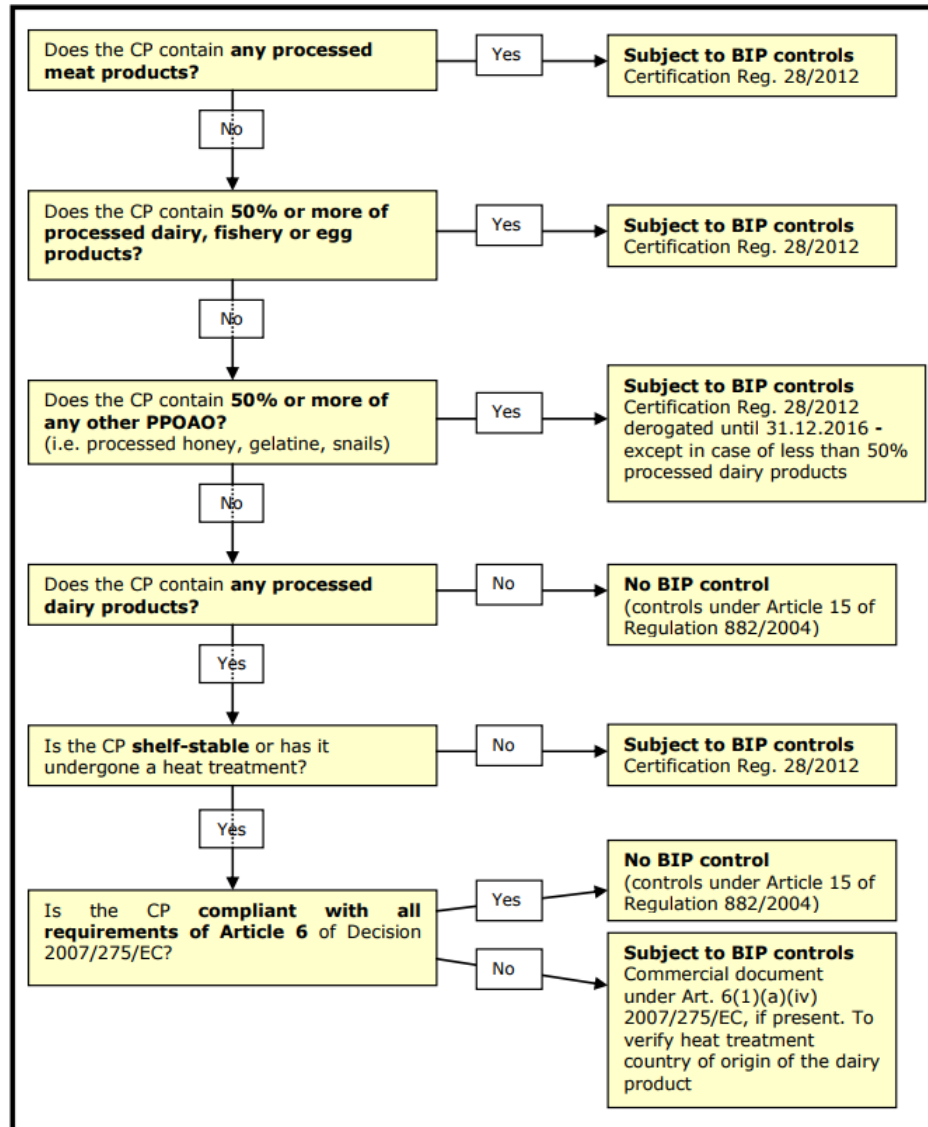 Does the CP contain any processed
meat products?
Yes
Subject to BIP controls
Certification Reg. 28/2012
No
Does the CP contain 50% or more of
processed dairy, fishery or egg
products?
Yes
Subject to BIP controls
Certification Reg. 28/2012
No
Does the CP contain 50% or more of
any other PPOAO?
(i.e. processed honey, gelatine, snails)
Yes
Subject to BIP controls
Certification Reg. 28/2012
derogated until 31.12.2016 -
except in case of less than 50%
processed dairy products
No
Does the CP contain any processed
dairy products?
No
No BIP control
(controls under Article 15 of
Regulation 882/2004)
Yes
Is the CP shelf-stable or has it
undergone a heat treatment?
No
Subject to BIP controls
Certification Reg. 28/2012
Yes
Is the CP compliant with all
requirements of Article 6 of Decision
2007/275/EC?
Yes
No BIP control
(controls under Article 15 of
Regulation 882/2004)
No
Subject to BIP controls
Commercial document
under Art. 6(1)(a)(iv)
2007/275/EC, if present. To
verify heat treatment
country of origin of the dairy
product